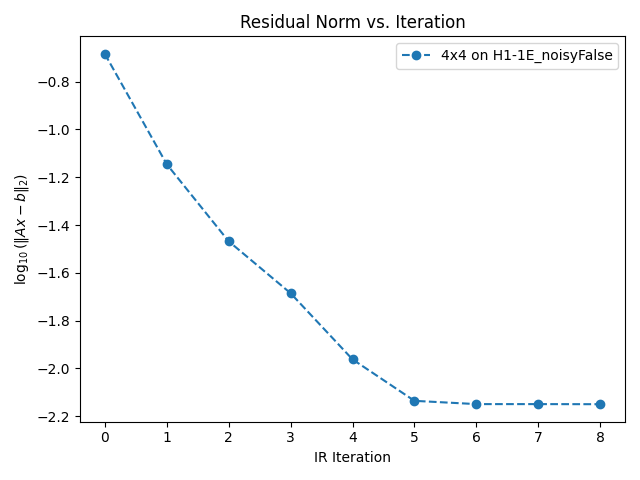 Residual Norm vs. Iteration
4x4 on H1-1E_noisyFalse
log₁₀(∥Ax − b∥₂)
−0.8
−1.0
−1.2
−1.4
−1.6
−1.8
−2.0
−2.2
0 1 2 3 4 5 6 7 8
IR Iteration